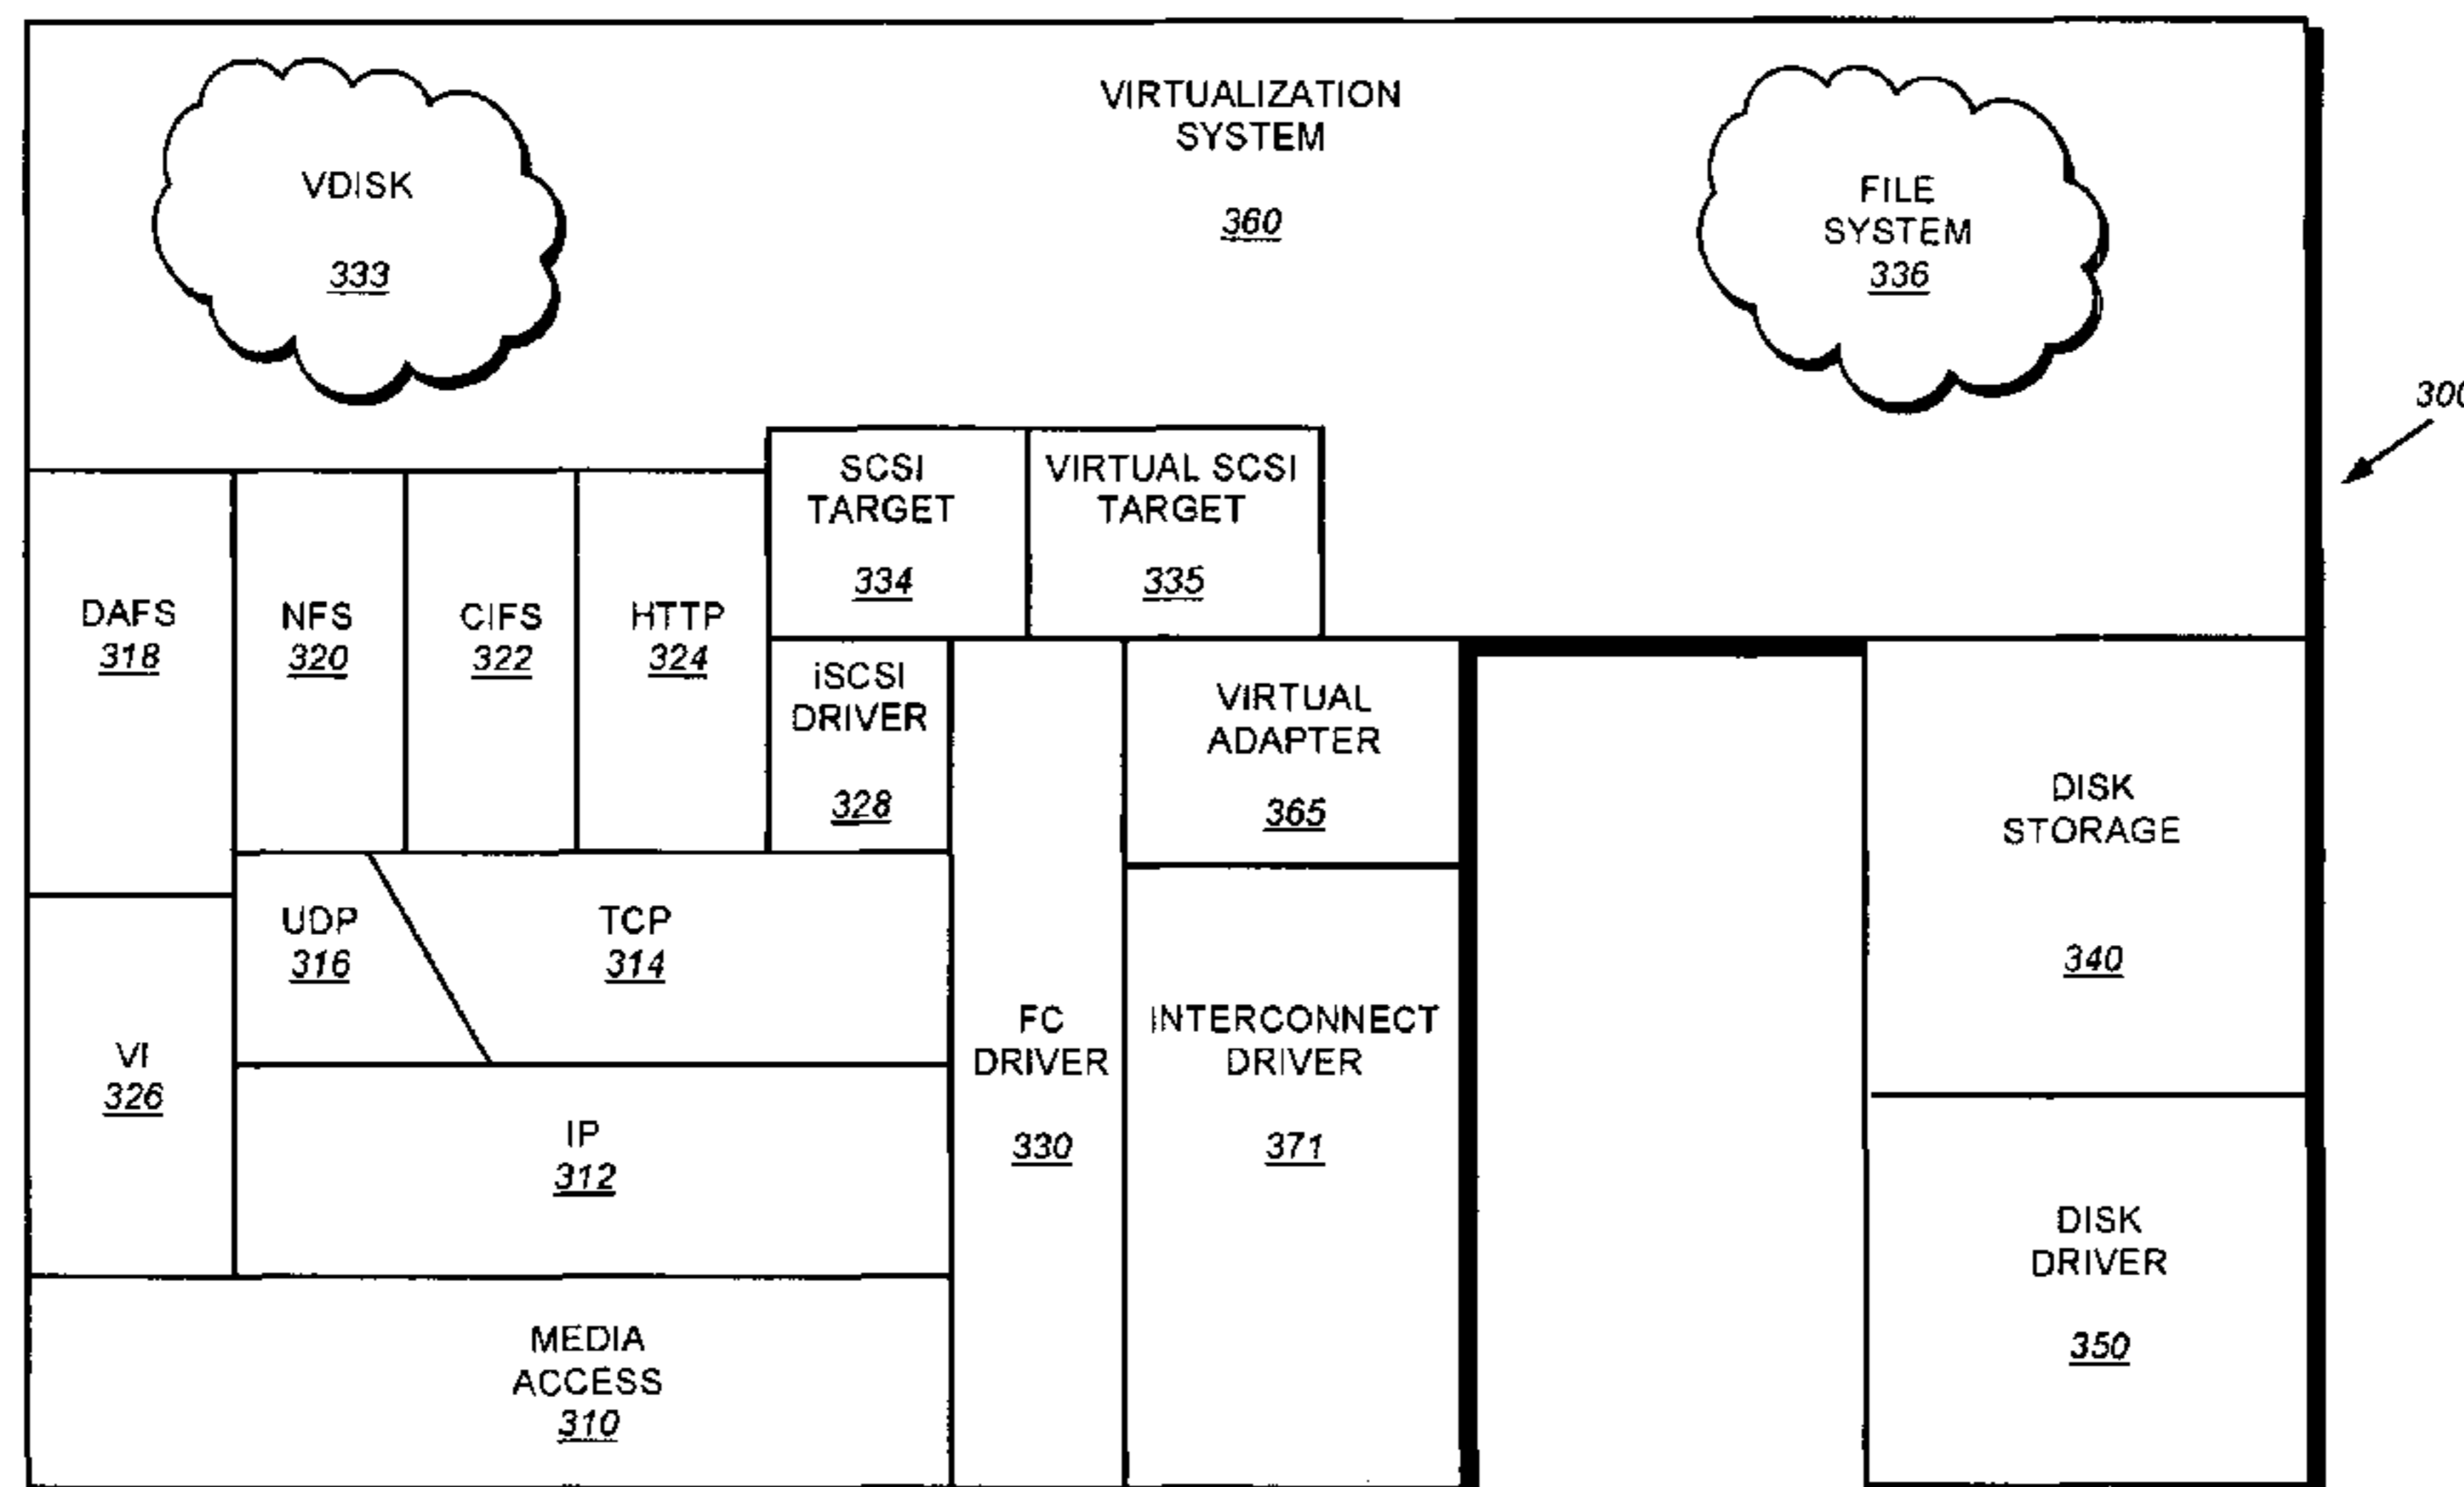 VIRTUALIZATION
SYSTEM
360
VDISK
333
FILE
SYSTEM
336
300
SCSI
TARGET
334
VIRTUAL SCSI
TARGET
335
DAFS
318
NFS
320
CIFS
322
HTTP
324
iSCSI
DRIVER
328
VIRTUAL
ADAPTER
365
DISK
STORAGE
340
UDP
316
TCP
314
FC
DRIVER
330
INTERCONNECT
DRIVER
371
VI
326
IP
312
DISK
DRIVER
350
MEDIA
ACCESS
310